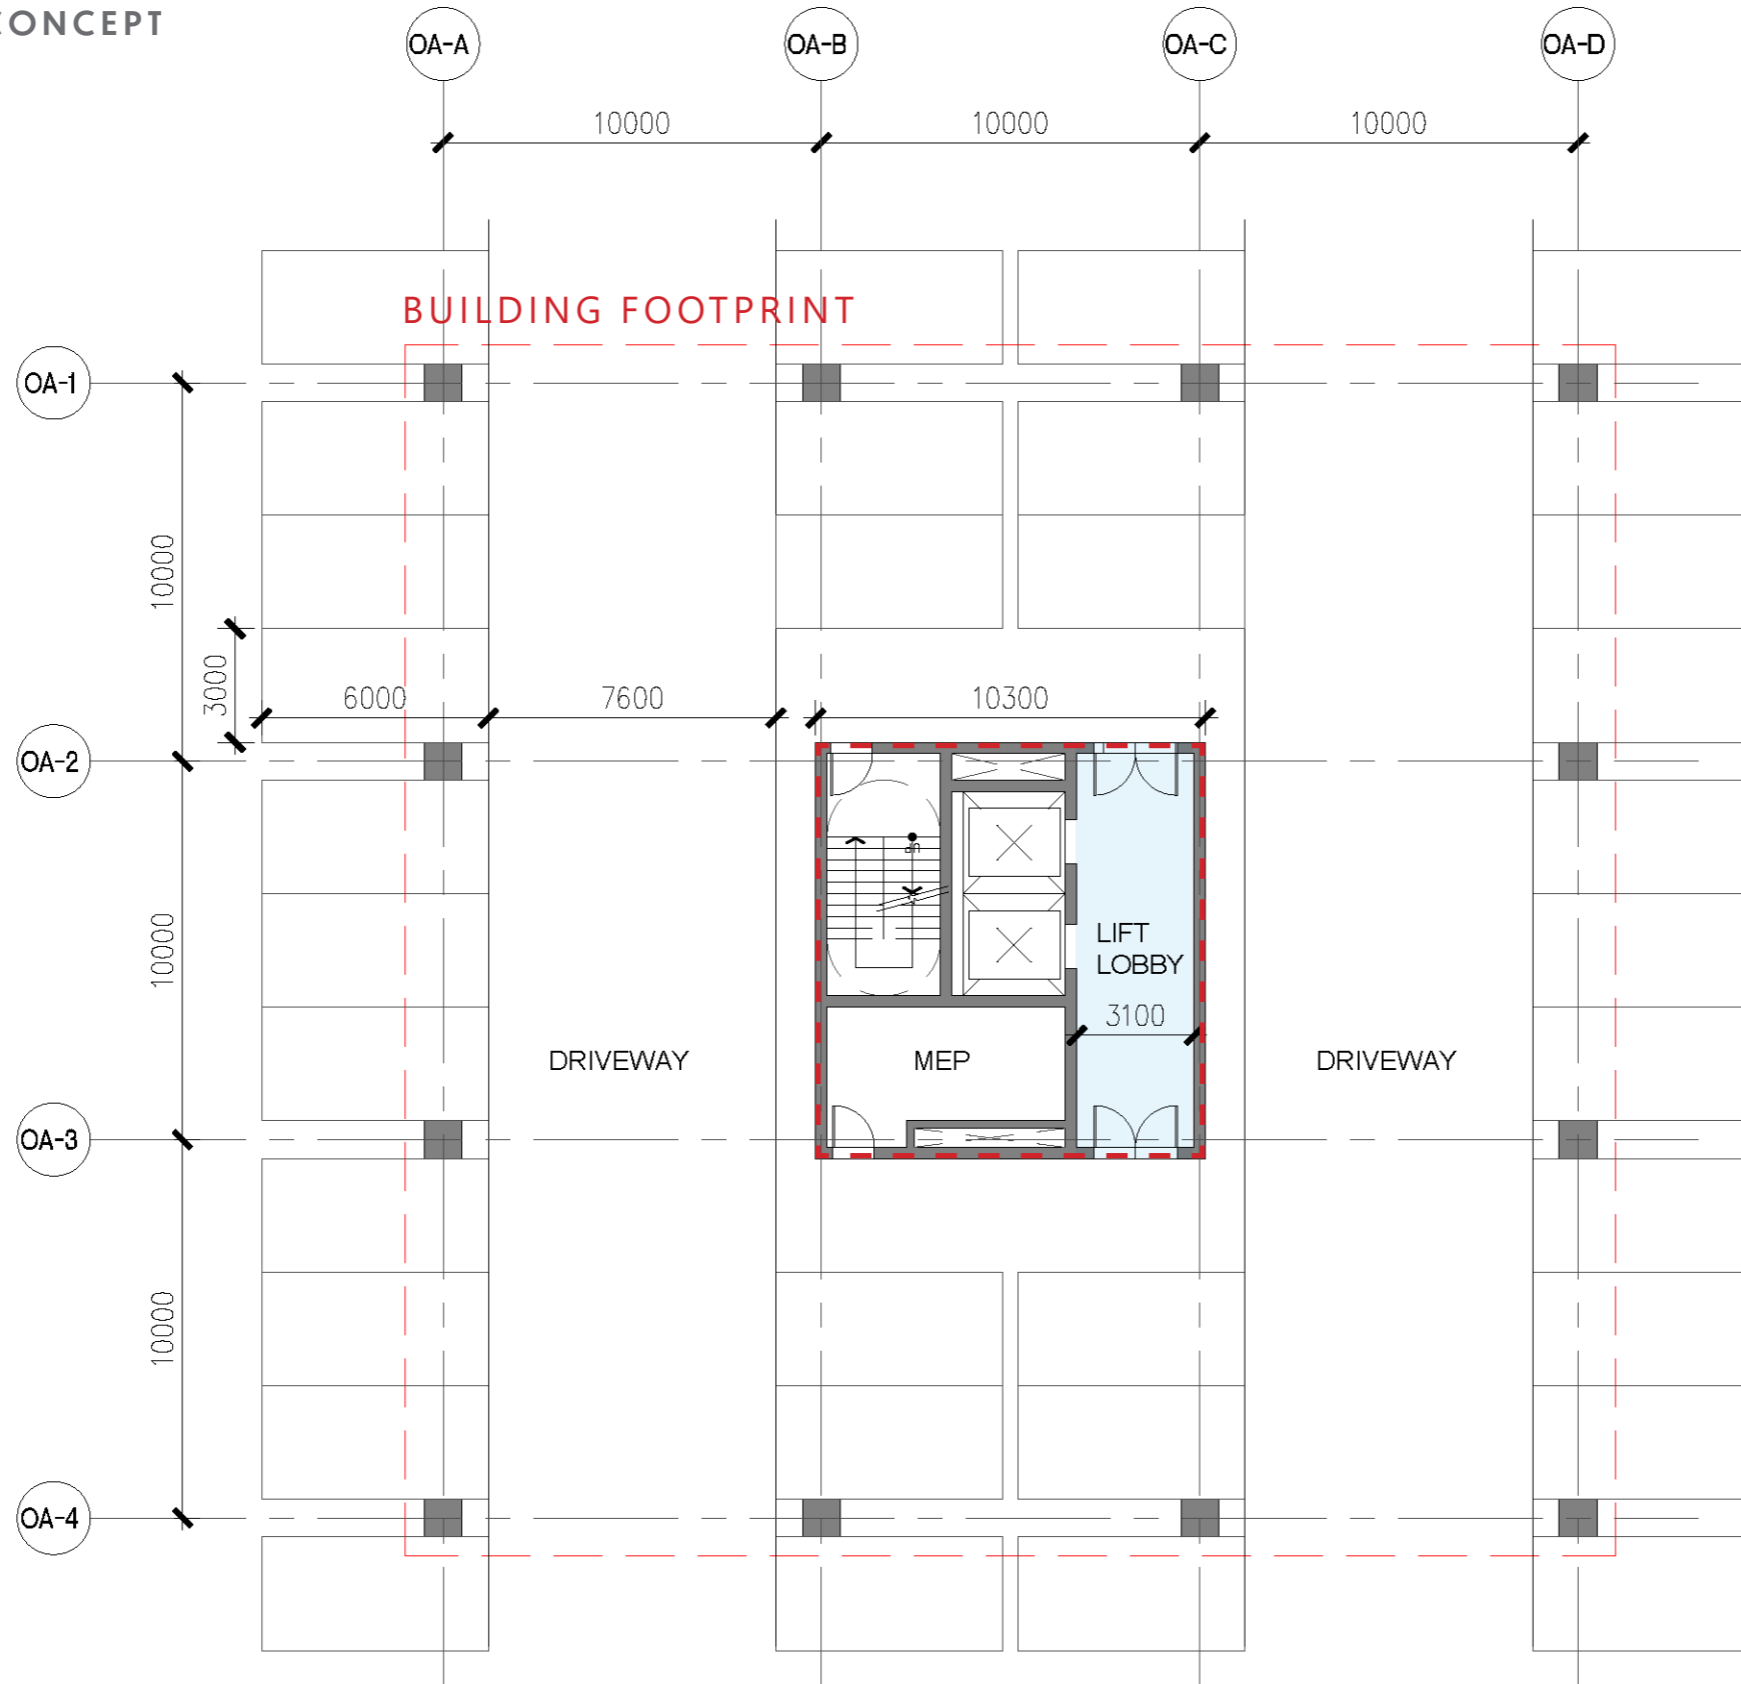 CONCEPT
OA-A
OA-B
OA-C
OA-D
10000
10000
10000
BUILDING FOOTPRINT
OA-1
10000
3000
6000
7600
10300
OA-2
UP
10000
LIFT
LOBBY
3100
DRIVEWAY
MEP
DRIVEWAY
OA-3
10000
OA-4